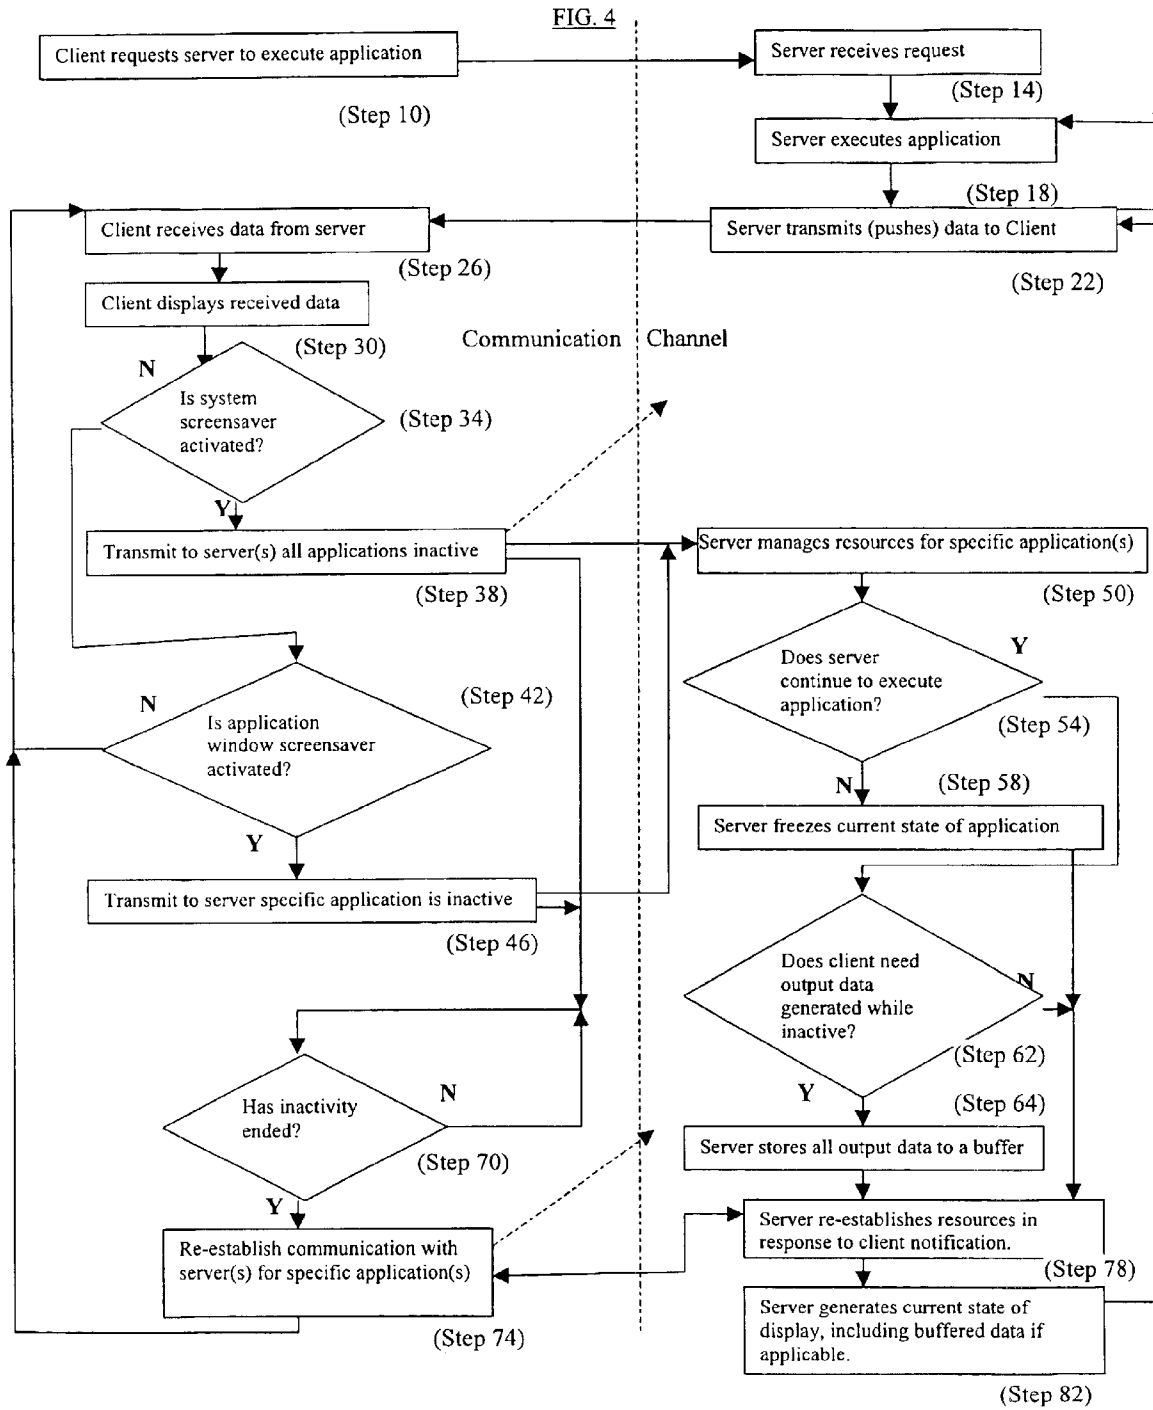 FIG. 4
Client requests server to execute application
(Step 10)
Server receives request
(Step 14)
Server executes application
(Step 18)
Client receives data from server
(Step 26)
Server transmits (pushes) data to Client
(Step 22)
Client displays received data
(Step 30)
Communication Channel
N
Is system
screensaver
activated?
(Step 34)
Y
Transmit to server(s) all applications inactive
(Step 38)
Server manages resources for specific application(s)
(Step 50)
Does server
continue to execute
application?
Y
(Step 54)
N
(Step 42)
N
Is application
window screensaver
activated?
Y
(Step 58)
Server freezes current state of application
Transmit to server specific application is inactive
(Step 46)
Does client need
output data
generated while
inactive?
N
(Step 62)
Y
(Step 64)
Server stores all output data to a buffer
Has inactivity
ended?
N
(Step 70)
Y
Re-establish communication with
server(s) for specific application(s)
(Step 74)
Server re-establishes resources in
response to client notification.
(Step 78)
Server generates current state of
display, including buffered data if
applicable.
(Step 82)